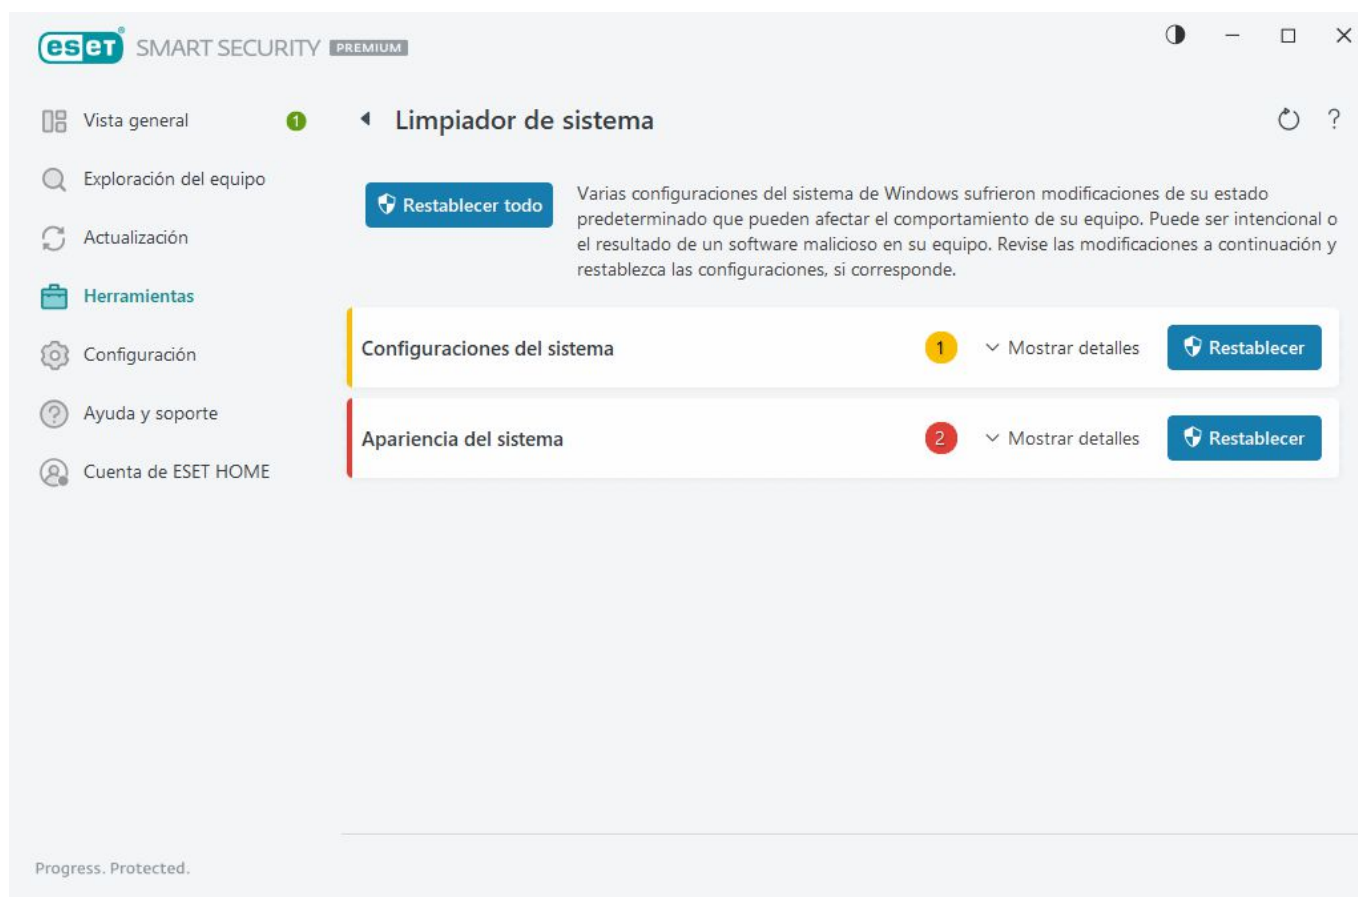 eset® SMART SECURITY PREMIUM
Vista general 1
Exploración del equipo
Actualización
Herramientas
Configuración
Ayuda y soporte
Cuenta de ESET HOME
Limpiador de sistema
?
Restablecer todo
Varias configuraciones del sistema de Windows sufrieron modificaciones de su estado
predeterminado que pueden afectar el comportamiento de su equipo. Puede ser intencional o
el resultado de un software malicioso en su equipo. Revise las modificaciones a continuación y
restablezca las configuraciones, si corresponde.
Configuraciones del sistema 1 Mostrar detalles Restablecer
Apariencia del sistema 2 Mostrar detalles Restablecer
Progress. Protected.